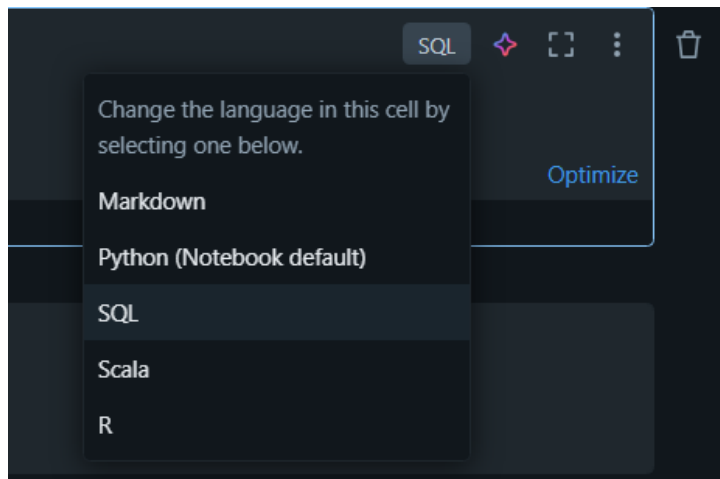 SQL
Change the language in this cell by
selecting one below.
Optimize
Markdown
Python (Notebook default)
SQL
Scala
R